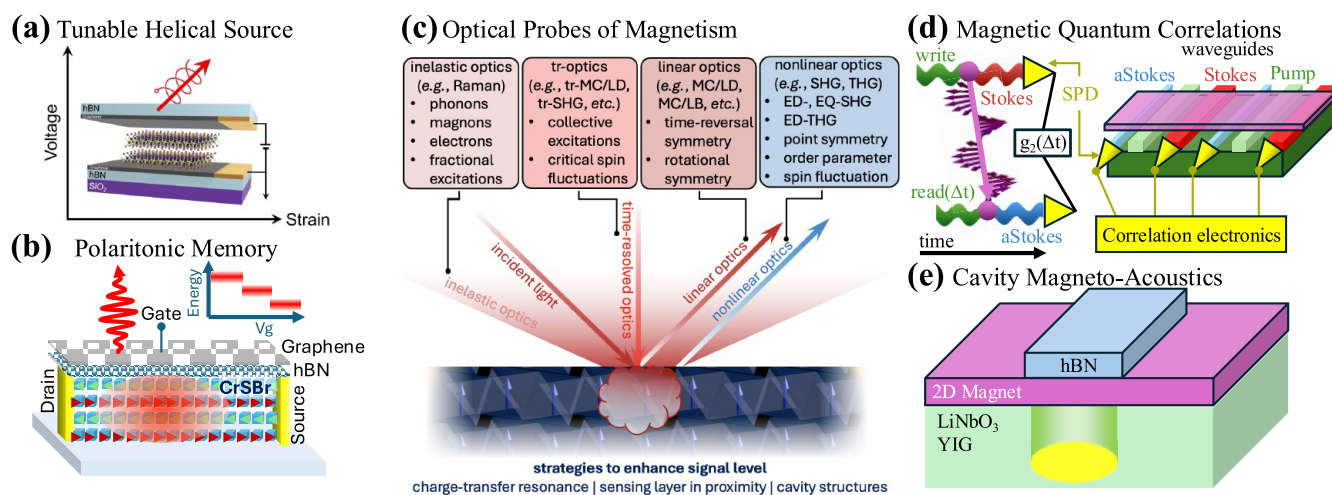 (a) Tunable Helical Source
Voltage
hBN
hBN
SiO2
Strain
(b) Polaritonic Memory
Energy
Vg
Gate
Graphene
hBN
CrSBr
Drain
Source
(c) Optical Probes of Magnetism
inelastic optics
(e.g., Raman)
• phonons
• magnons
• electrons
• fractional
excitations
tr-optics
(e.g., tr-MC/LD,
tr-SHG, etc.)
• collective
excitations
• critical spin
fluctuations
linear optics
(e.g., MC/LD,
MC/LB, etc.)
• time-reversal
symmetry
• rotational
symmetry
nonlinear optics
(e.g., SHG, THG)
• ED-, EQ-SHG
• ED-THG
• point symmetry
• order parameter
• spin fluctuation
inelastic optics
incident light
time-resolved optics
linear optics
nonlinear optics
strategies to enhance signal level
charge-transfer resonance | sensing layer in proximity | cavity structures
(d) Magnetic Quantum Correlations
write
Stokes
SPD
g2(Δt)
read(Δt)
aStokes
time
waveguides
aStokes Stokes Pump
Correlation electronics
(e) Cavity Magneto-Acoustics
hBN
2D Magnet
LiNbO3
YIG